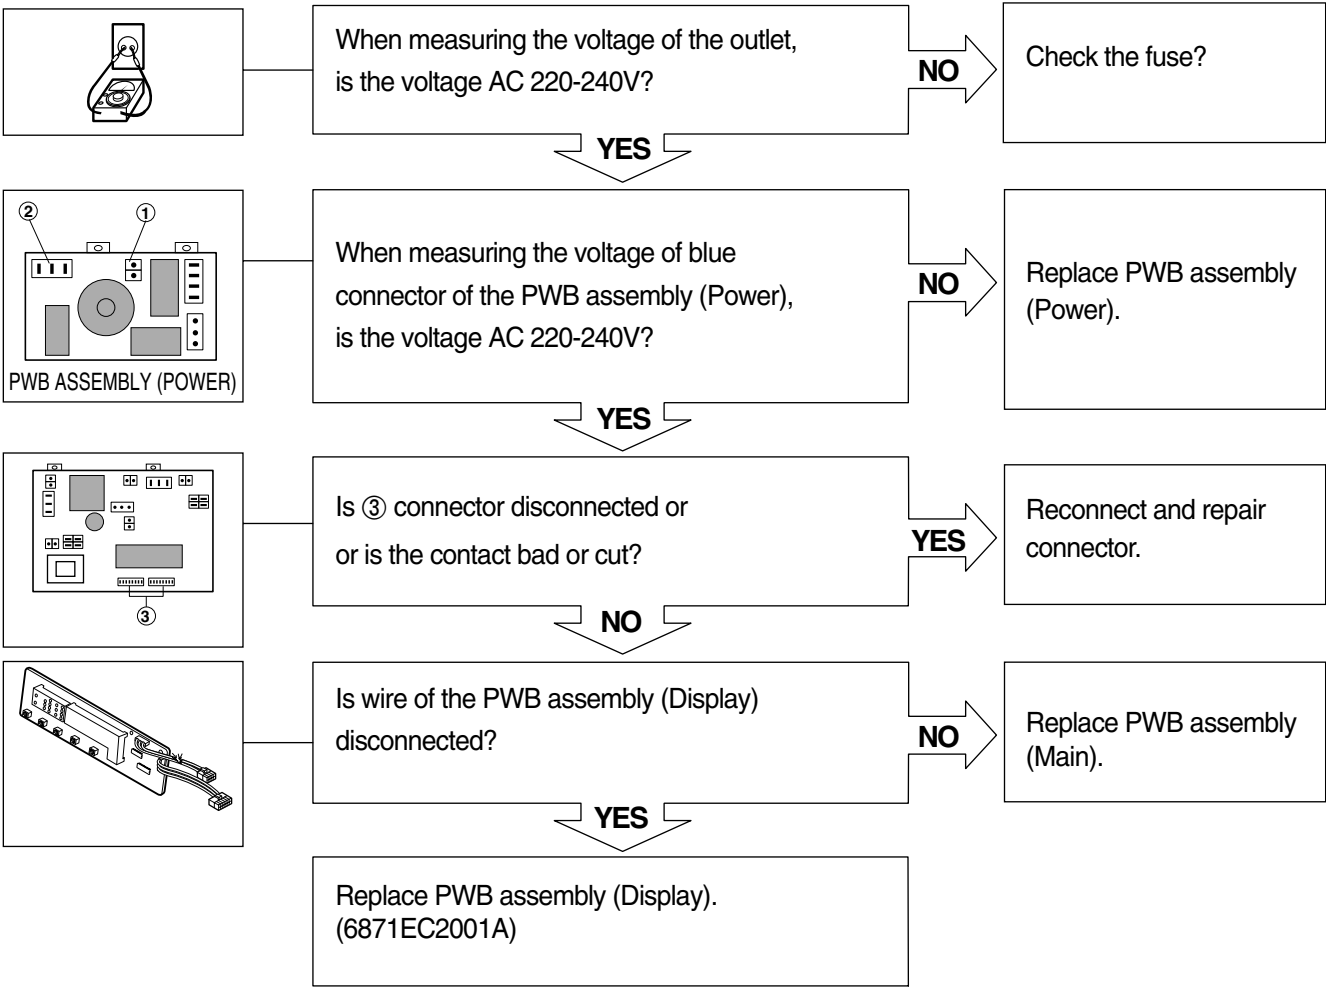 When measuring the voltage of the outlet,
is the voltage AC 220-240V?
NO
Check the fuse?
YES
② ①
PWB ASSEMBLY (POWER)
When measuring the voltage of blue
connector of the PWB assembly (Power),
is the voltage AC 220-240V?
NO
Replace PWB assembly
(Power).
YES
③
Is ③ connector disconnected or
or is the contact bad or cut?
YES
Reconnect and repair
connector.
NO
Is wire of the PWB assembly (Display)
disconnected?
NO
Replace PWB assembly
(Main).
YES
Replace PWB assembly (Display).
(6871EC2001A)